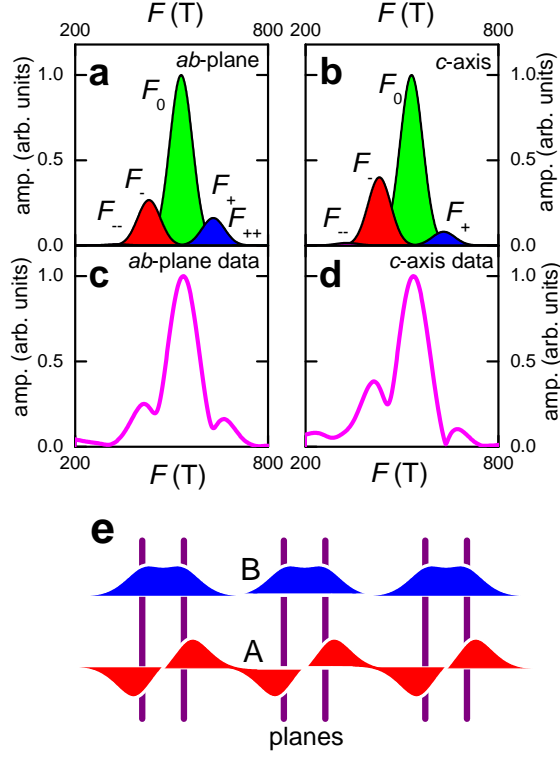 F (T)
200 800 200 800
a ab-plane
b c-axis
amp. (arb. units)
1.0
0.5
0.0
F0
F-
F--
F+
F++
F0
F-
F--
F+
1.0
0.5
0.0
amp. (arb. units)
c ab-plane data
d c-axis data
amp. (arb. units)
1.0
0.5
0.0
1.0
0.5
0.0
amp. (arb. units)
200 800 200 800
F (T) F (T)
e
B
A
planes